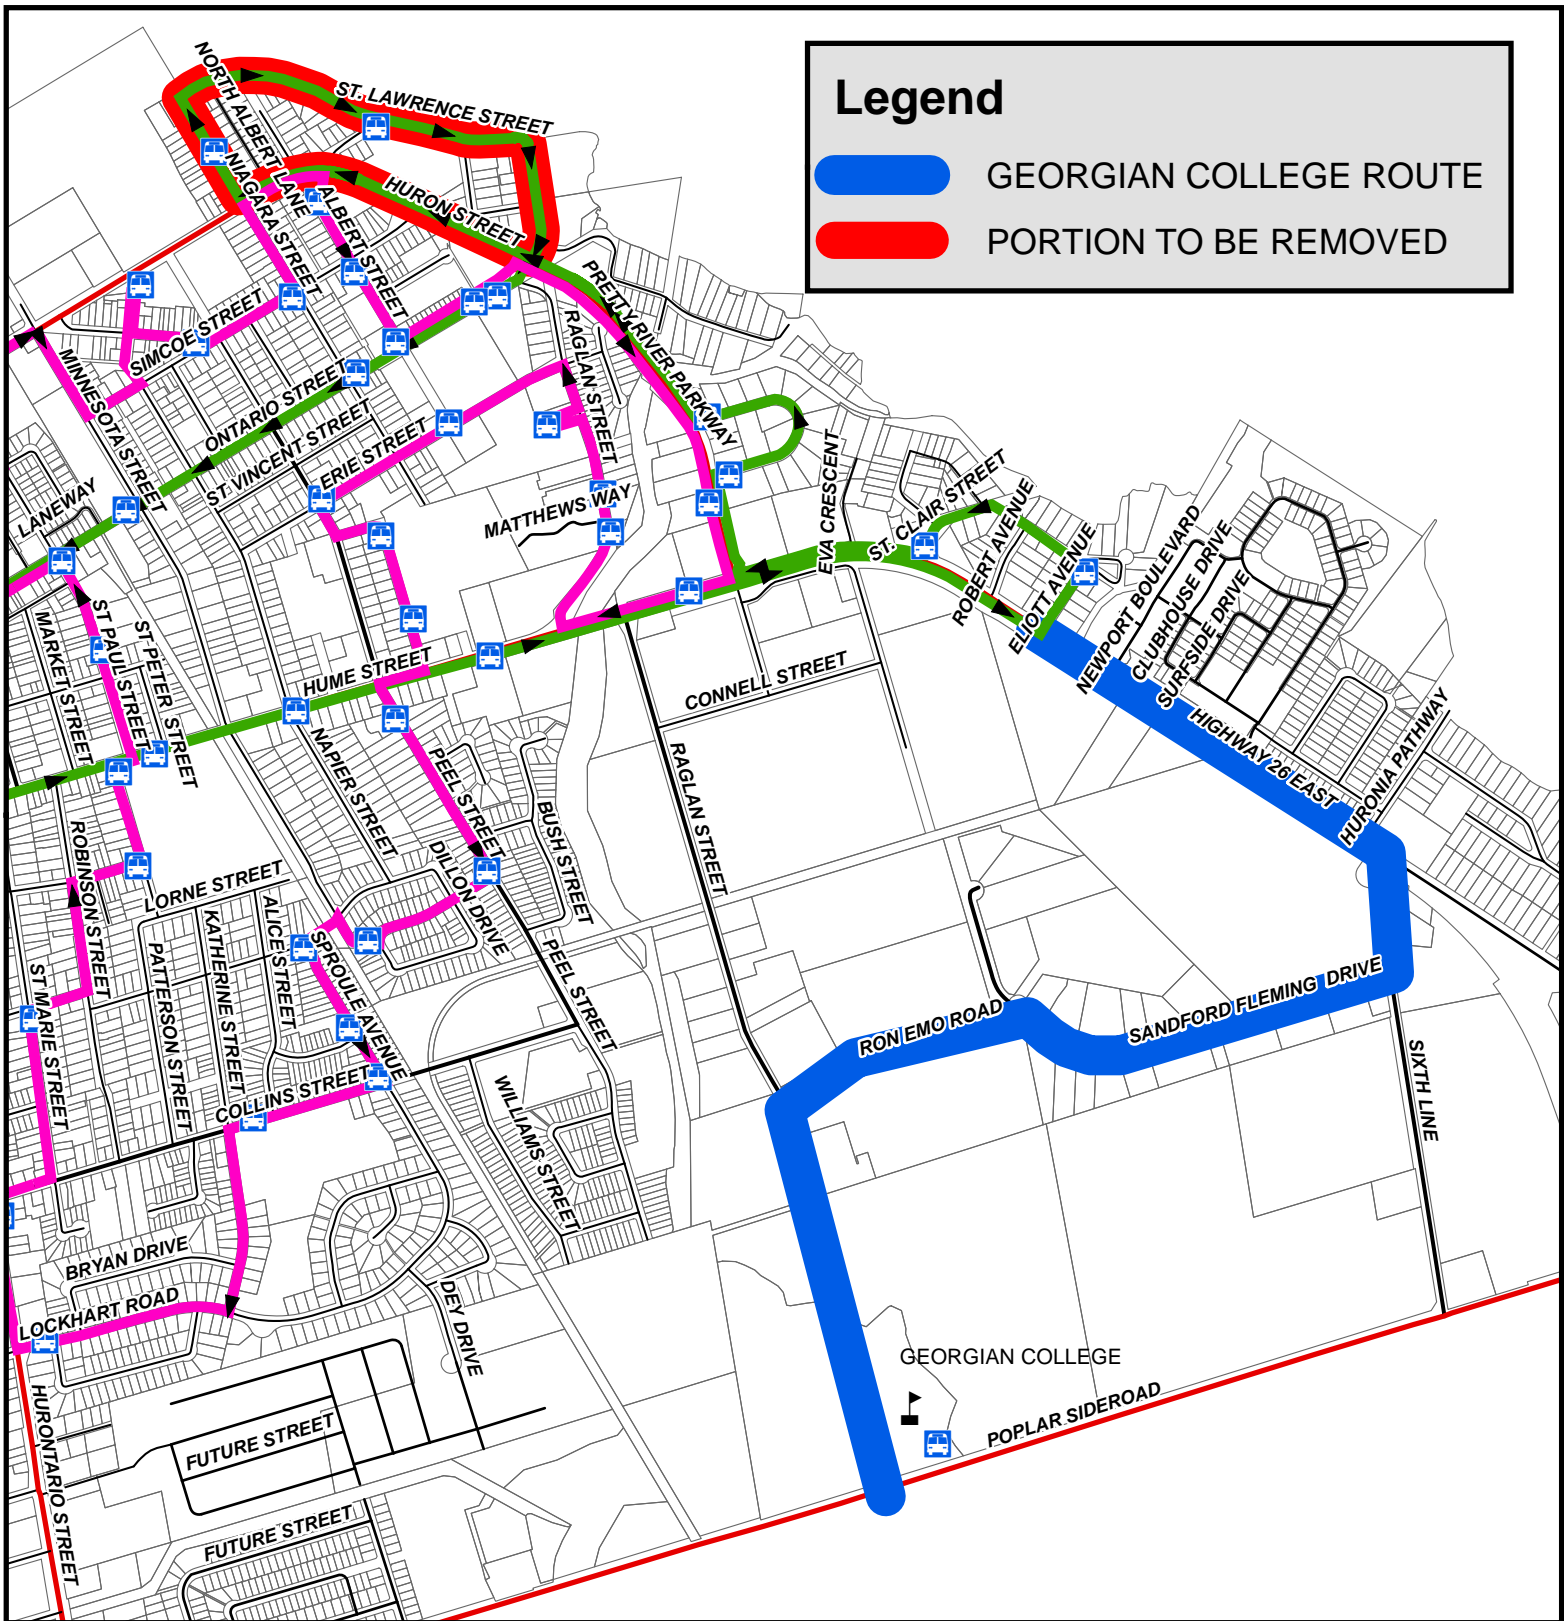 Legend
GEORGIAN COLLEGE ROUTE
PORTION TO BE REMOVED
NORTH ALBERT LANE
ST. LAWRENCE STREET
NIAGARA STREET
HURON STREET
ALBERT STREET
PRETTY RIVER PARKWAY
SIMCOE STREET
MINNESOTA STREET
RAGLAN STREET
ONTARIO STREET
ST VINCENT STREET
ERIE STREET
LANEWAY
MATTHEWS WAY
EVA CRESCENT
ST. CLAIR STREET
ROBERT AVENUE
ELIOTT AVENUE
NEWPORT BOULEVARD
CLUBHOUSE DRIVE
SURFSIDE DRIVE
MARKET STREET
ST PAUL STREET
ST PETER STREET
HUME STREET
CONNELL STREET
HIGHWAY 26 EAST
HURONIA PATHWAY
NAPIER STREET
PEEL STREET
RAGLAN STREET
BUSH STREET
DILLON DRIVE
ROBINSON STREET
LORNE STREET
ALICE STREET
KATHERINE STREET
PATTERSON STREET
SPROULE AVENUE
PEEL STREET
ST MARIE STREET
RON EMO ROAD
SANDFORD FLEMING DRIVE
SIXTH LINE
COLLINS STREET
WILLIAMS STREET
BRYAN DRIVE
LOCKHART ROAD
DEY DRIVE
GEORGIAN COLLEGE
POPLAR SIDEROAD
HURONTARIO STREET
FUTURE STREET
FUTURE STREET